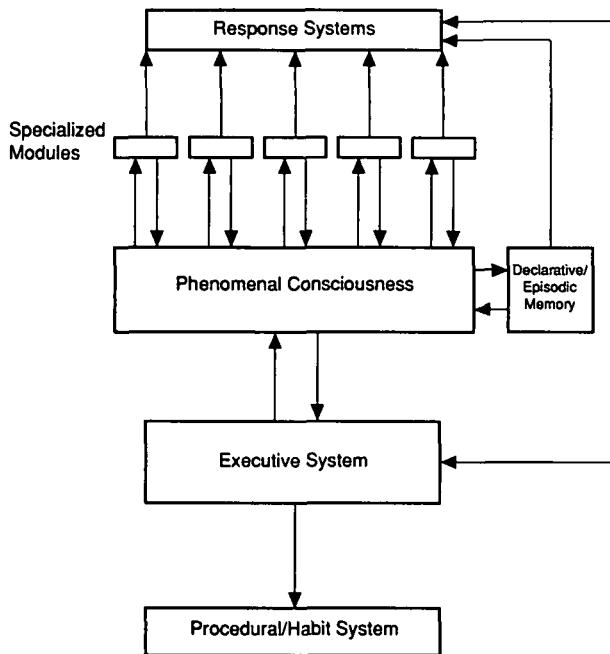 Response Systems
Specialized
Modules
Phenomenal Consciousness
Declarative/
Episodic
Memory
Executive System
Procedural/Habit System